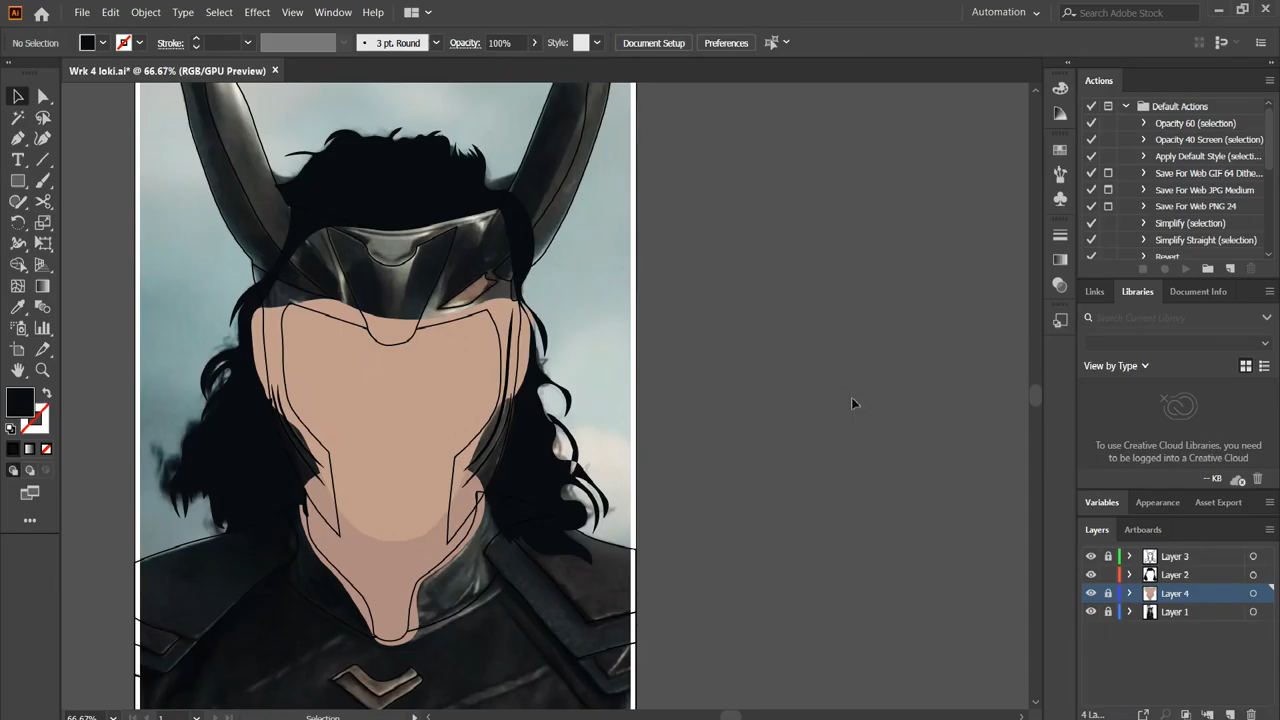 Ai File Edit Object Type Select Effect View Window Help Automation Search Adobe Stock
No Selection Stroke: 3 pt. Round Opacity: 100% Style: Document Setup Preferences
Wrk 4 loki.ai* @ 66.67% (RGB/GPU Preview) ×
Actions
Default Actions
Opacity 60 (selection)
Opacity 40 Screen (selection)
Apply Default Style (selecti...
Save For Web GIF 64 Dithe...
Save For Web JPG Medium
Save For Web PNG 24
Simplify (selection)
Simplify Straight (selection)
Revert
Links Libraries Document Info
Search Current Library
View by Type
To use Creative Cloud Libraries, you need
to be logged into a Creative Cloud
-- KB
Variables Appearance Asset Export
Layers Artboards
Layer 3
Layer 2
Layer 4
Layer 1
4 La...
66.67% 1 Selection